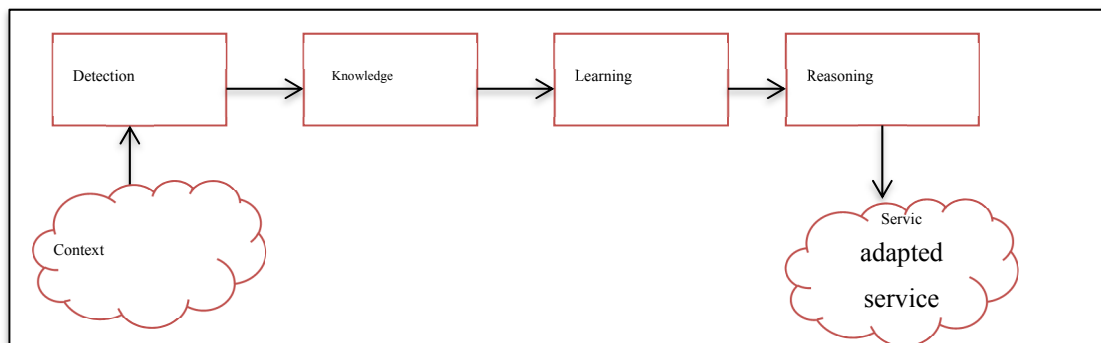 Detection
Knowledge
Learning
Reasoning
Context
Servic
adapted
service